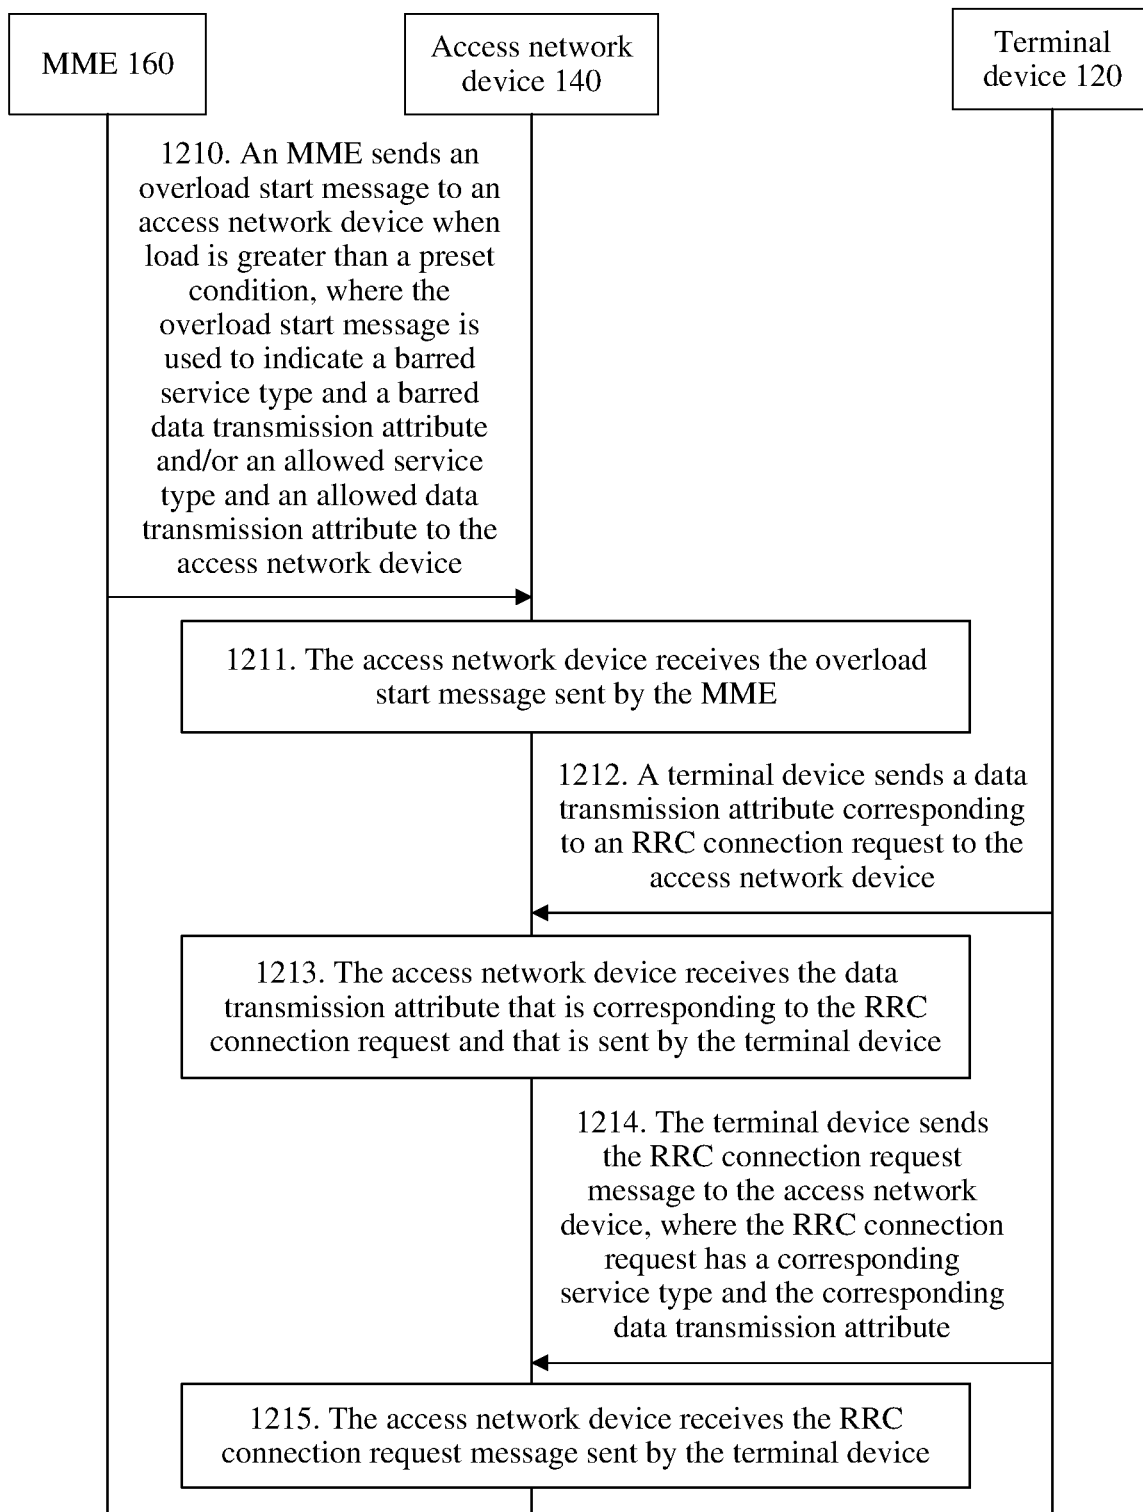 MME 160
Access network
device 140
Terminal
device 120
1210. An MME sends an
overload start message to an
access network device when
load is greater than a preset
condition, where the
overload start message is
used to indicate a barred
service type and a barred
data transmission attribute
and/or an allowed service
type and an allowed data
transmission attribute to the
access network device
1211. The access network device receives the overload
start message sent by the MME
1212. A terminal device sends a data
transmission attribute corresponding
to an RRC connection request to the
access network device
1213. The access network device receives the data
transmission attribute that is corresponding to the RRC
connection request and that is sent by the terminal device
1214. The terminal device sends
the RRC connection request
message to the access network
device, where the RRC connection
request has a corresponding
service type and the corresponding
data transmission attribute
1215. The access network device receives the RRC
connection request message sent by the terminal device